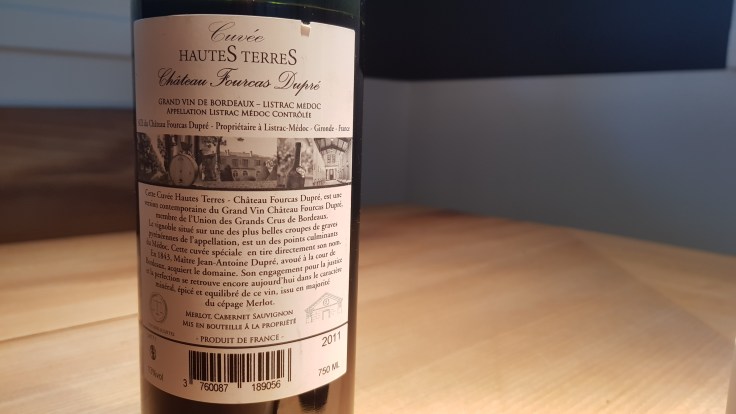 Cuvée
HAUTES TERRES
Château Fourcas Dupré
GRAND VIN DE BORDEAUX – LISTRAC MÉDOC
APPELLATION LISTRAC MÉDOC CONTRÔLÉE
du Château Fourcas Dupré - Propriétaire à Listrac-Médoc - Gironde - France
Cette Cuvée Hautes Terres - Château Fourcas Dupré, est une
version contemporaine du Grand Vin Château Fourcas Dupré,
membre de l'Union des Grands Crus de Bordeaux.
Le vignoble situé sur une des plus belles croupes de graves
pyrénéennes de l'appellation, est un des points culminants
du Médoc. Cette cuvée spéciale en tire directement son nom.
En 1843, Maître Jean-Antoine Dupré, avoué à la cour de
Bordeaux, acquiert le domaine. Son engagement pour la justice
et la perfection se retrouve encore aujourd'hui dans le caractère
minéral, épicé et equilibré de ce vin, issu en majorité
du cépage Merlot.
MERLOT, CABERNET SAUVIGNON
MIS EN BOUTEILLE À LA PROPRIÉTÉ
- PRODUIT DE FRANCE -
2011
750 ML
3 760087 189056